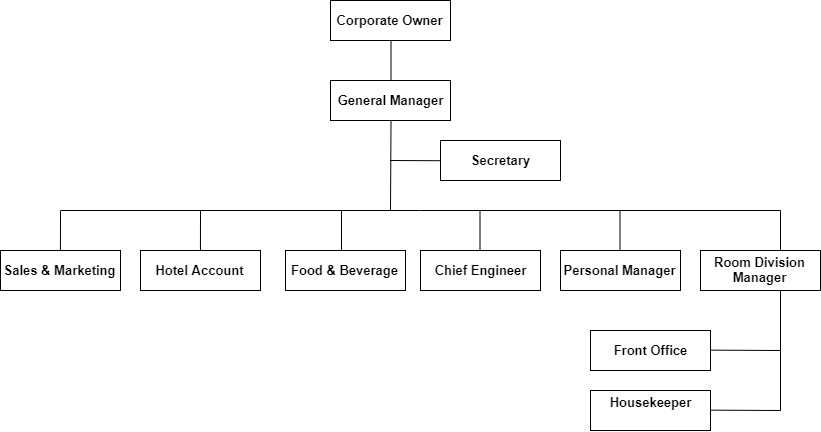 Corporate Owner
General Manager
Secretary
Sales & Marketing
Hotel Account
Food & Beverage
Chief Engineer
Personal Manager
Room Division
Manager
Front Office
Housekeeper